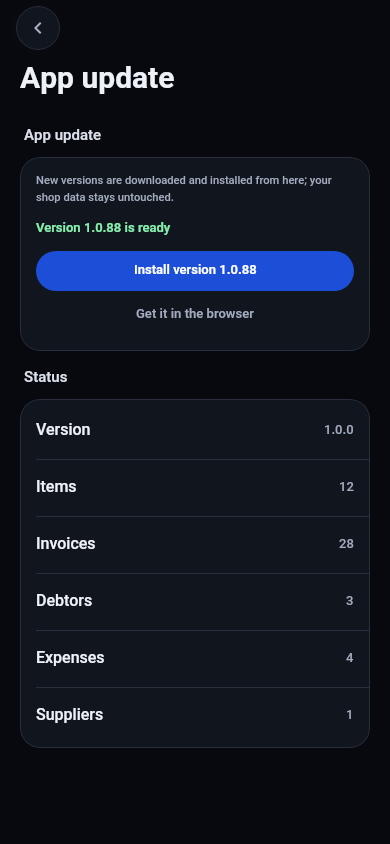 App update
App update
New versions are downloaded and installed from here; your
shop data stays untouched.
Version 1.0.88 is ready
Install version 1.0.88
Get it in the browser
Status
Version 1.0.0
Items 12
Invoices 28
Debtors 3
Expenses 4
Suppliers 1